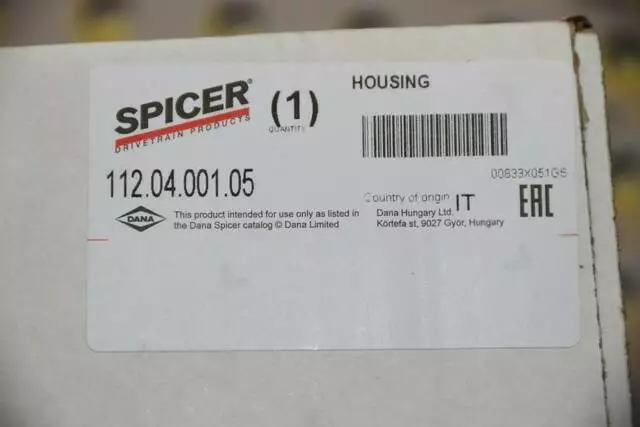 SPICER®
DRIVETRAIN PRODUCTS
(1)
QUANTITY
HOUSING
00833X051GS
112.04.001.05
Country of origin IT
DANA
This product intended for use only as listed in
the Dana Spicer catalog © Dana Limited
Dana Hungary Ltd.
Körtefa st, 9027 Gyor, Hungary
EAC